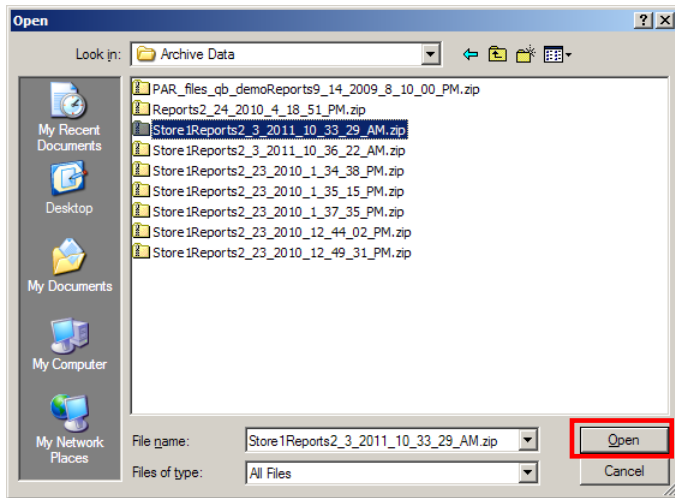 Open
Look in: Archive Data
My Recent
Documents
Desktop
My Documents
My Computer
My Network
Places
PAR_files_qb_demoReports9_14_2009_8_10_00_PM.zip
Reports2_24_2010_4_18_51_PM.zip
Store1Reports2_3_2011_10_33_29_AM.zip
Store1Reports2_3_2011_10_36_22_AM.zip
Store1Reports2_23_2010_1_34_38_PM.zip
Store1Reports2_23_2010_1_35_15_PM.zip
Store1Reports2_23_2010_1_37_35_PM.zip
Store1Reports2_23_2010_12_44_02_PM.zip
Store1Reports2_23_2010_12_49_31_PM.zip
File name: Store1Reports2_3_2011_10_33_29_AM.zip Open
Files of type: All Files Cancel